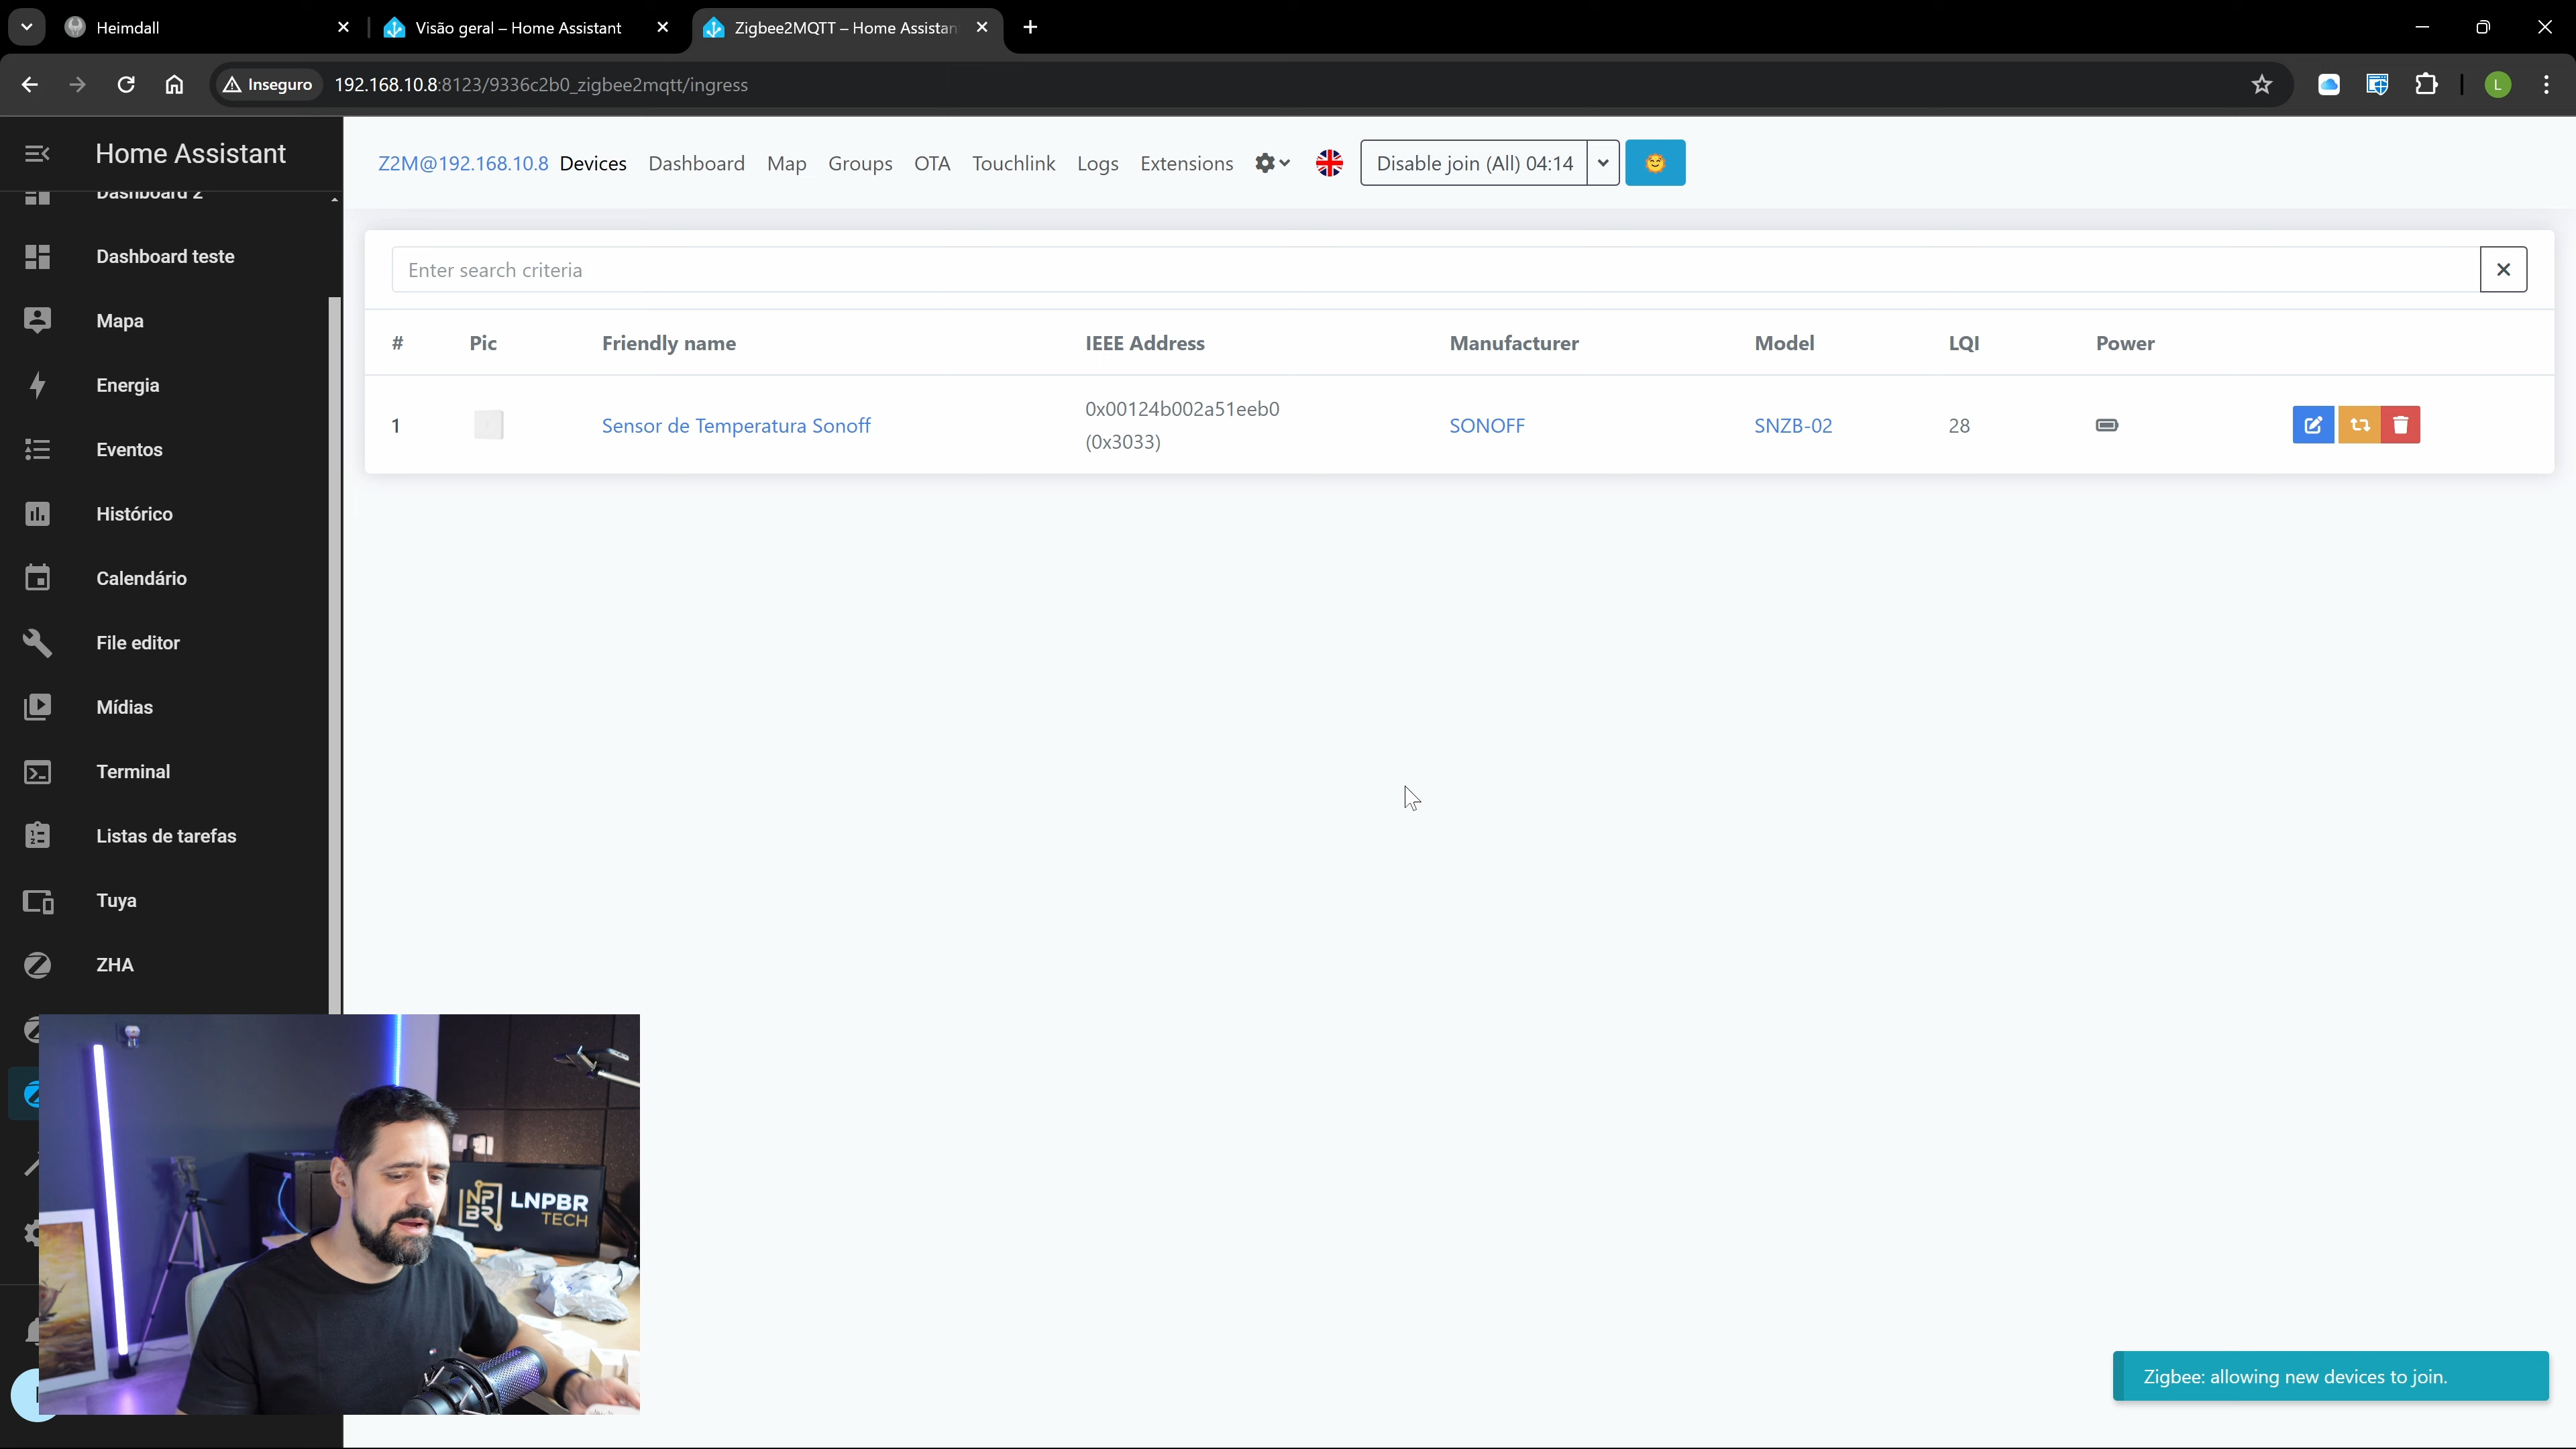 Heimdall
Visão geral – Home Assistant
Zigbee2MQTT – Home Assistan
Inseguro
192.168.10.8:8123/9336c2b0_zigbee2mqtt/ingress
L
Home Assistant
Dashboard 2
Dashboard teste
Mapa
Energia
Eventos
Histórico
Calendário
File editor
Mídias
Terminal
Listas de tarefas
Tuya
ZHA
Z2M@192.168.10.8 Devices Dashboard Map Groups OTA Touchlink Logs Extensions
Disable join (All) 04:14
Enter search criteria
# Pic Friendly name IEEE Address Manufacturer Model LQI Power
1 Sensor de Temperatura Sonoff 0x00124b002a51eeb0 SONOFF SNZB-02 28
(0x3033)
LNPBR
TECH
Zigbee: allowing new devices to join.